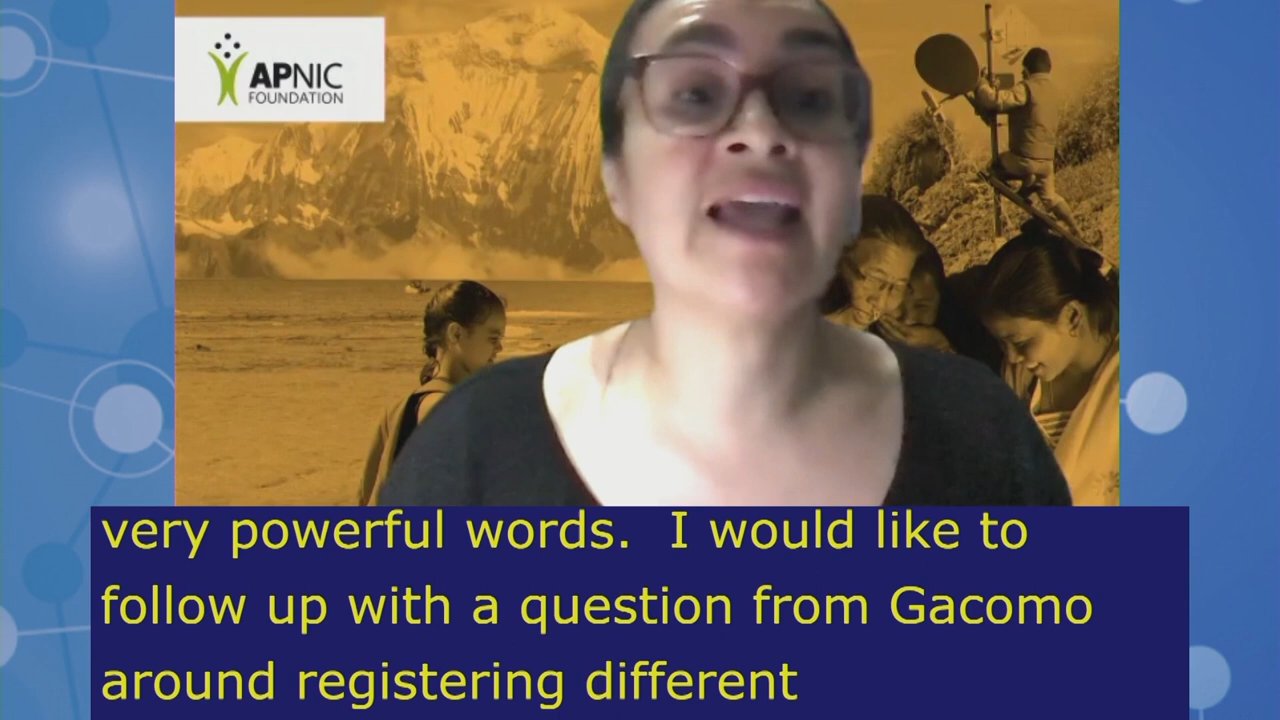 APNIC
FOUNDATION
very powerful words.  I would like to
follow up with a question from Gacomo
around registering different